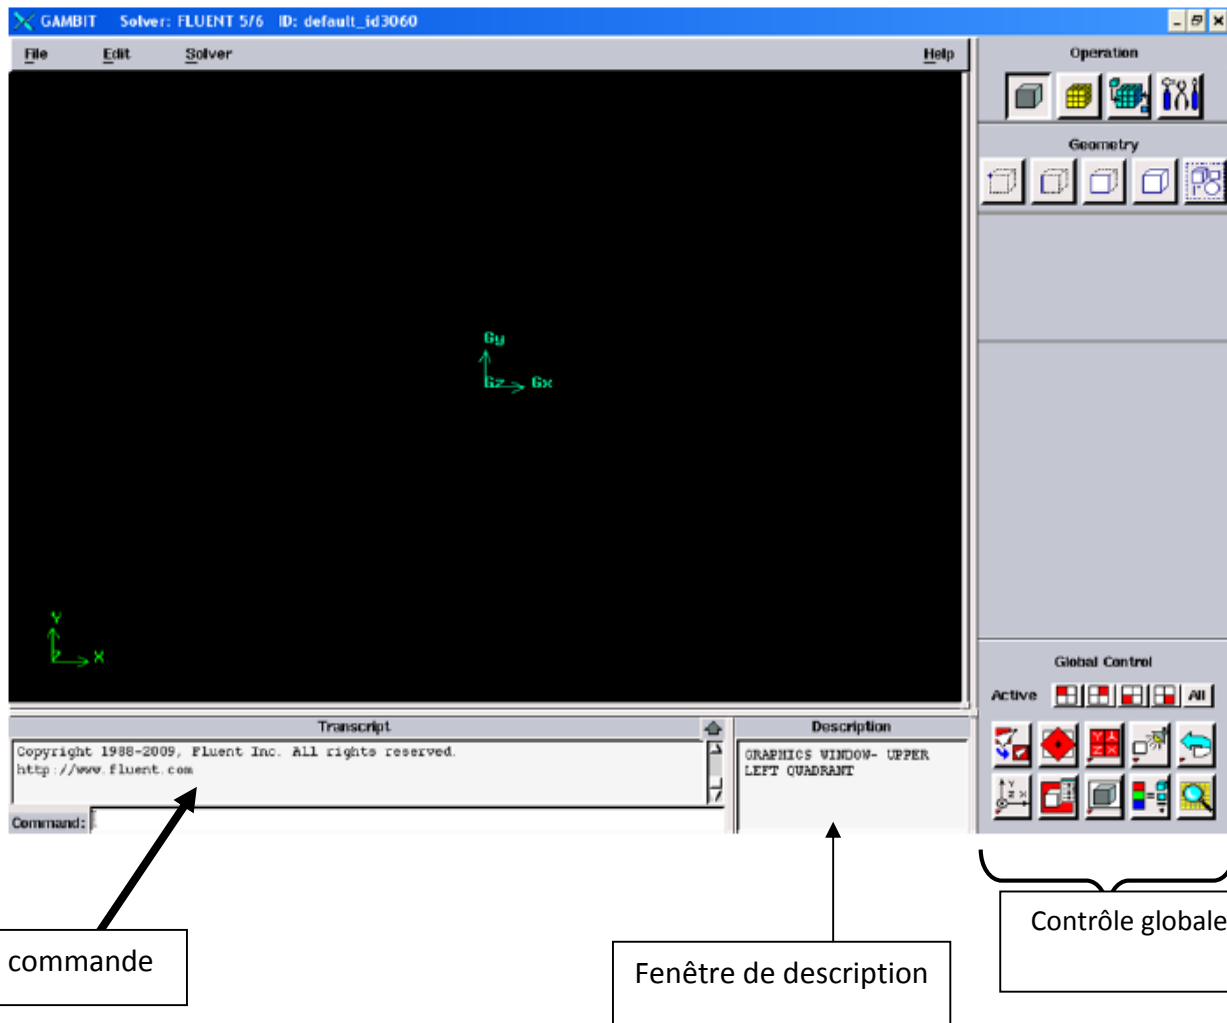 GAMBIT Solver: FLUENT 5/6 ID: default_id3060
File Edit Solver Help
Operation
Geometry
Gy
Gz Gx
Y
Z X
Global Control
Active All
Transcript
Copyright 1988-2009, Fluent Inc. All rights reserved.
http://www.fluent.com
Command:
Description
GRAPHICS WINDOW- UPPER
LEFT QUADRANT
commande
Fenêtre de description
Contrôle globale